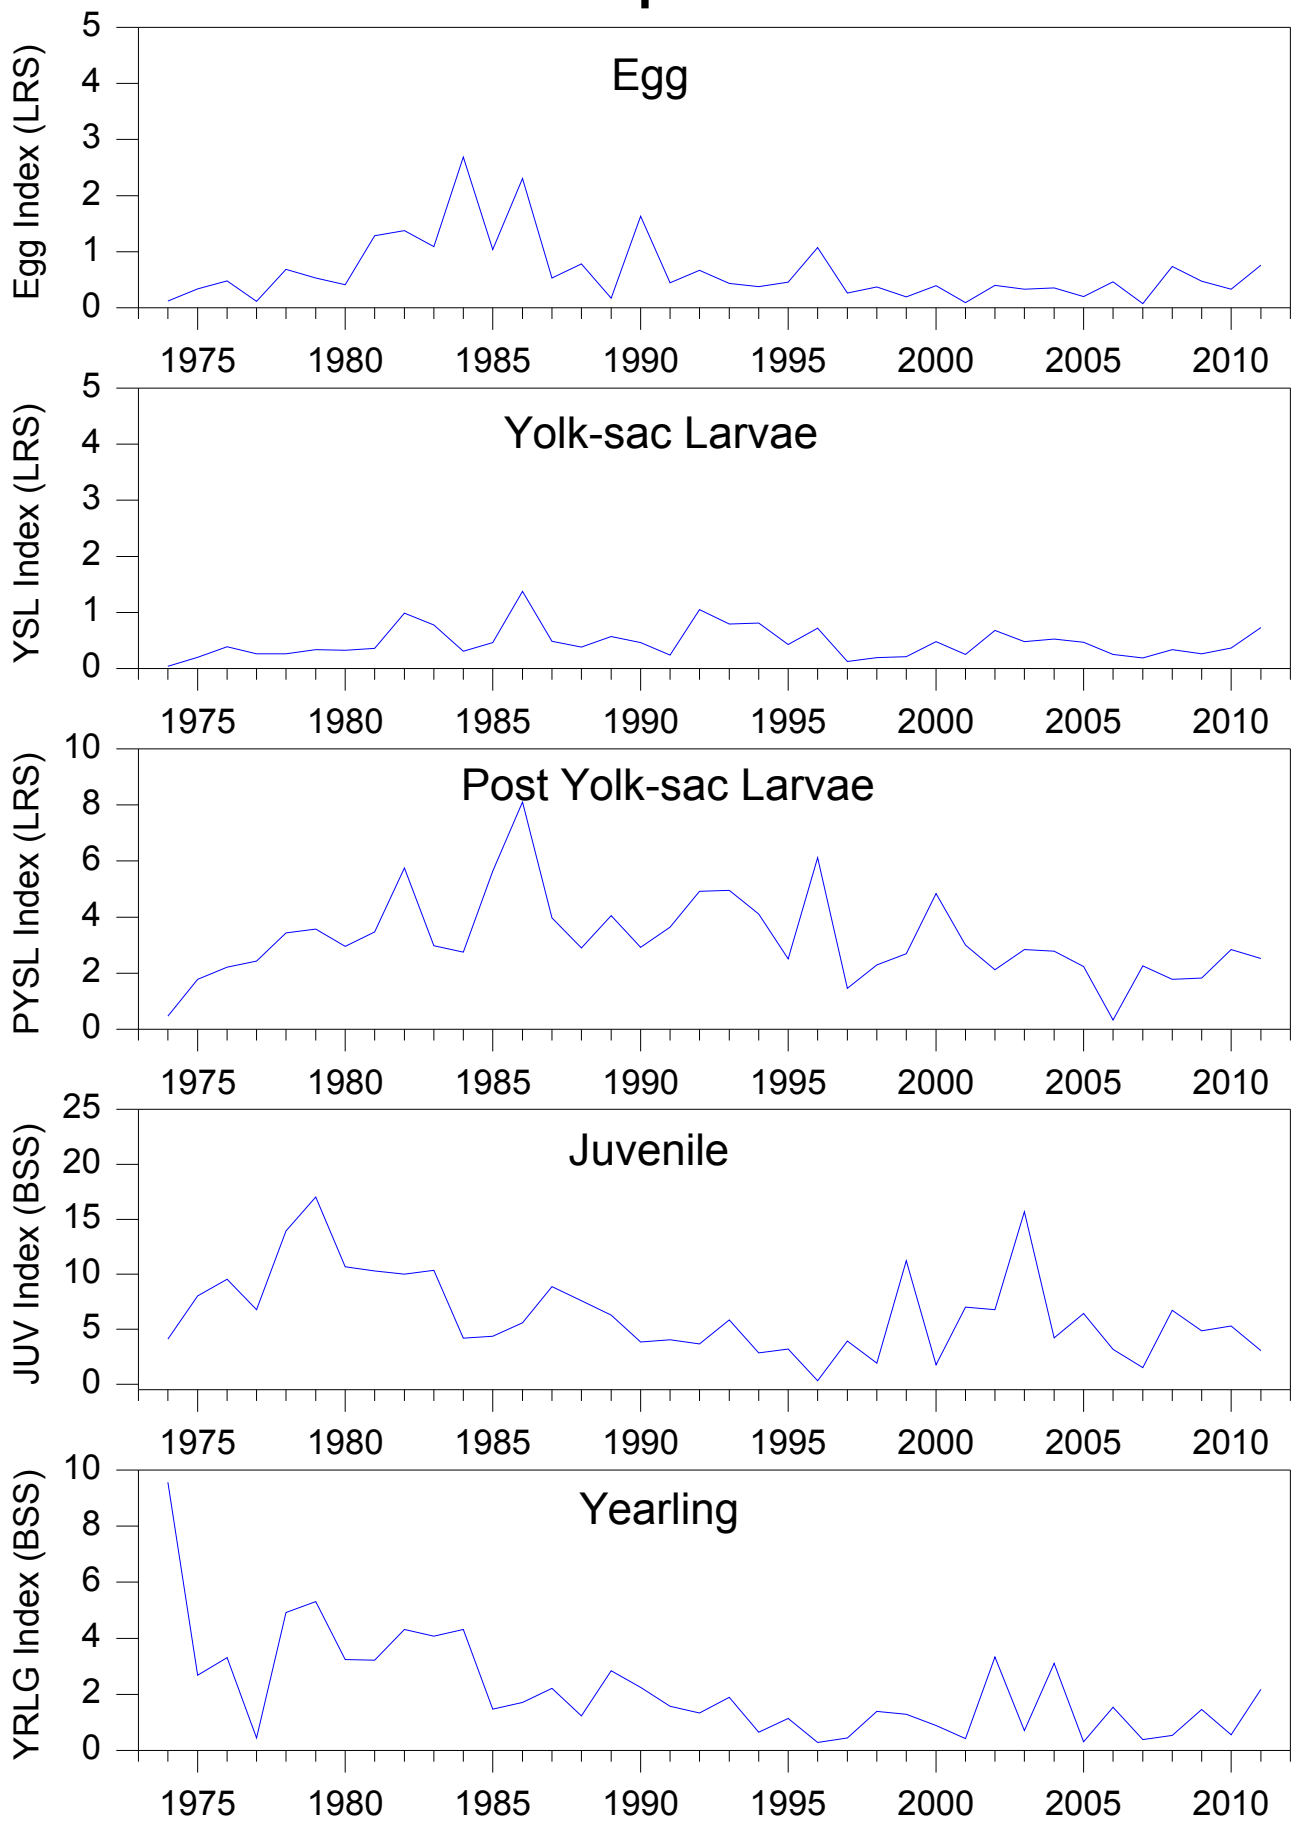 5
4
3
2
1
0
Egg Index (LRS)
Egg
1975 1980 1985 1990 1995 2000 2005 2010
5
4
3
2
1
0
YSL Index (LRS)
Yolk-sac Larvae
1975 1980 1985 1990 1995 2000 2005 2010
10
8
6
4
2
0
PYSL Index (LRS)
Post Yolk-sac Larvae
1975 1980 1985 1990 1995 2000 2005 2010
25
20
15
10
5
0
JUV Index (BSS)
Juvenile
1975 1980 1985 1990 1995 2000 2005 2010
10
8
6
4
2
0
YRLG Index (BSS)
Yearling
1975 1980 1985 1990 1995 2000 2005 2010